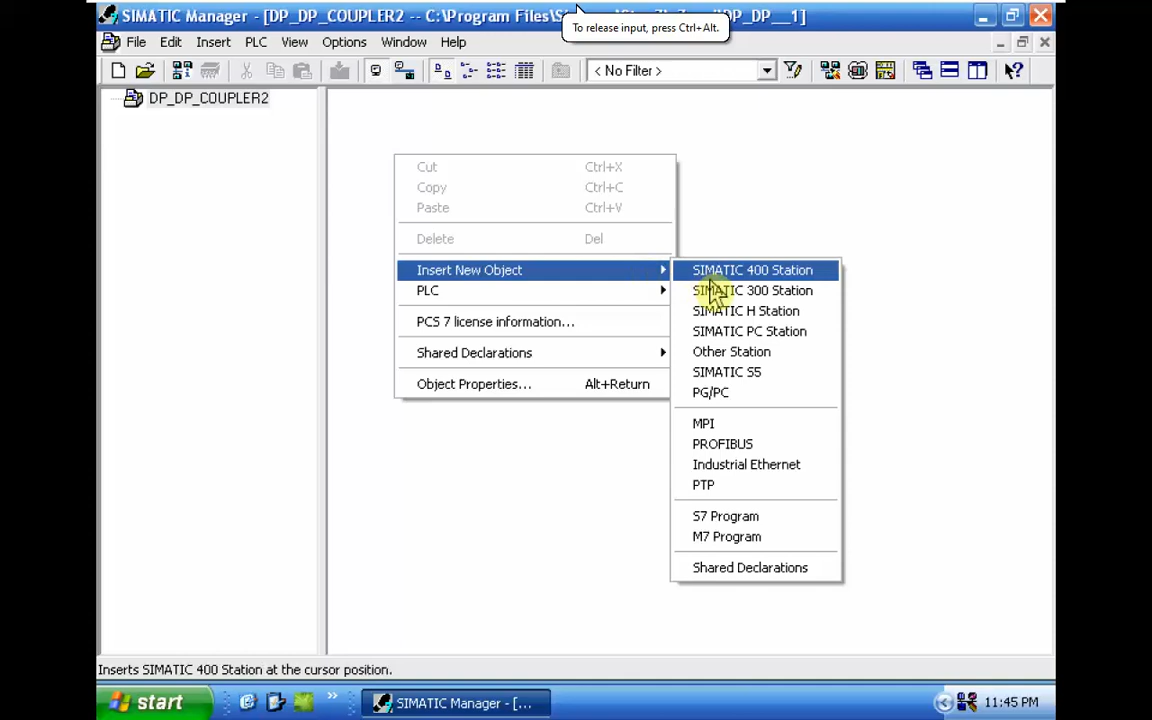 SIMATIC Manager - [DP_DP_COUPLER2 -- C:\Program Files\
DP_DP__1]
To release input, press Ctrl+Alt.
File Edit Insert PLC View Options Window Help
< No Filter >
DP_DP_COUPLER2
Cut Ctrl+X
Copy Ctrl+C
Paste Ctrl+V
Delete Del
Insert New Object
PLC
PCS 7 license information...
Shared Declarations
Object Properties... Alt+Return
SIMATIC 400 Station
SIMATIC 300 Station
SIMATIC H Station
SIMATIC PC Station
Other Station
SIMATIC S5
PG/PC
MPI
PROFIBUS
Industrial Ethernet
PTP
S7 Program
M7 Program
Shared Declarations
Inserts SIMATIC 400 Station at the cursor position.
start
SIMATIC Manager - [...
11:45 PM